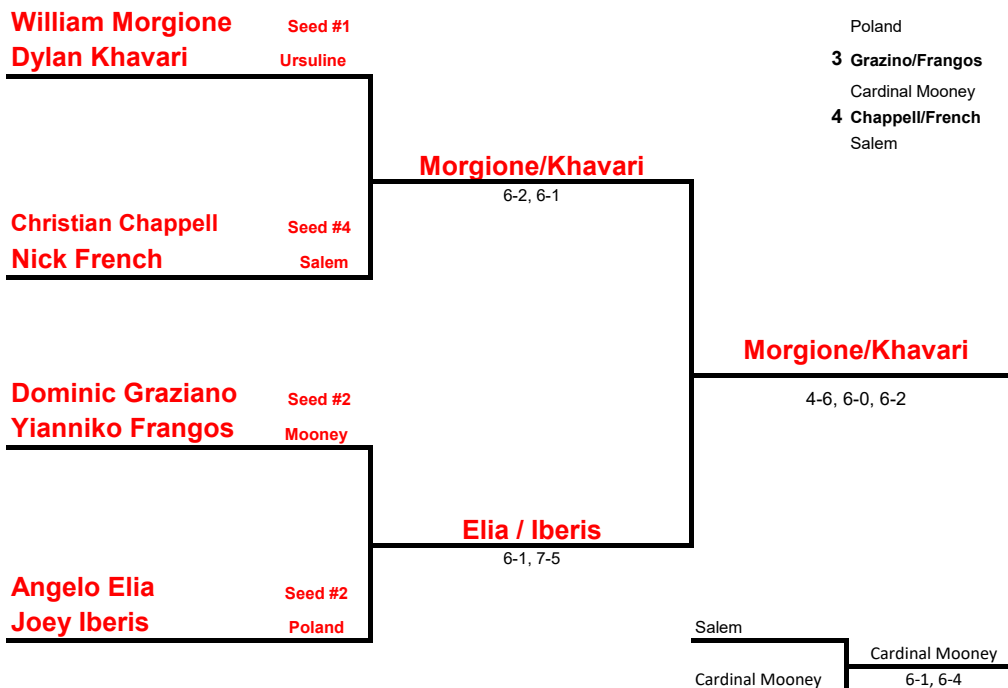 William Morgione Seed #1
Dylan Khavari Ursuline
Poland
3 Grazino/Frangos
Cardinal Mooney
4 Chappell/French
Salem
Morgione/Khavari
6-2, 6-1
Christian Chappell Seed #4
Nick French Salem
Morgione/Khavari
4-6, 6-0, 6-2
Dominic Graziano Seed #2
Yianniko Frangos Mooney
Elia / Iberis
6-1, 7-5
Angelo Elia Seed #2
Joey Iberis Poland
Salem
Cardinal Mooney
6-1, 6-4
Cardinal Mooney